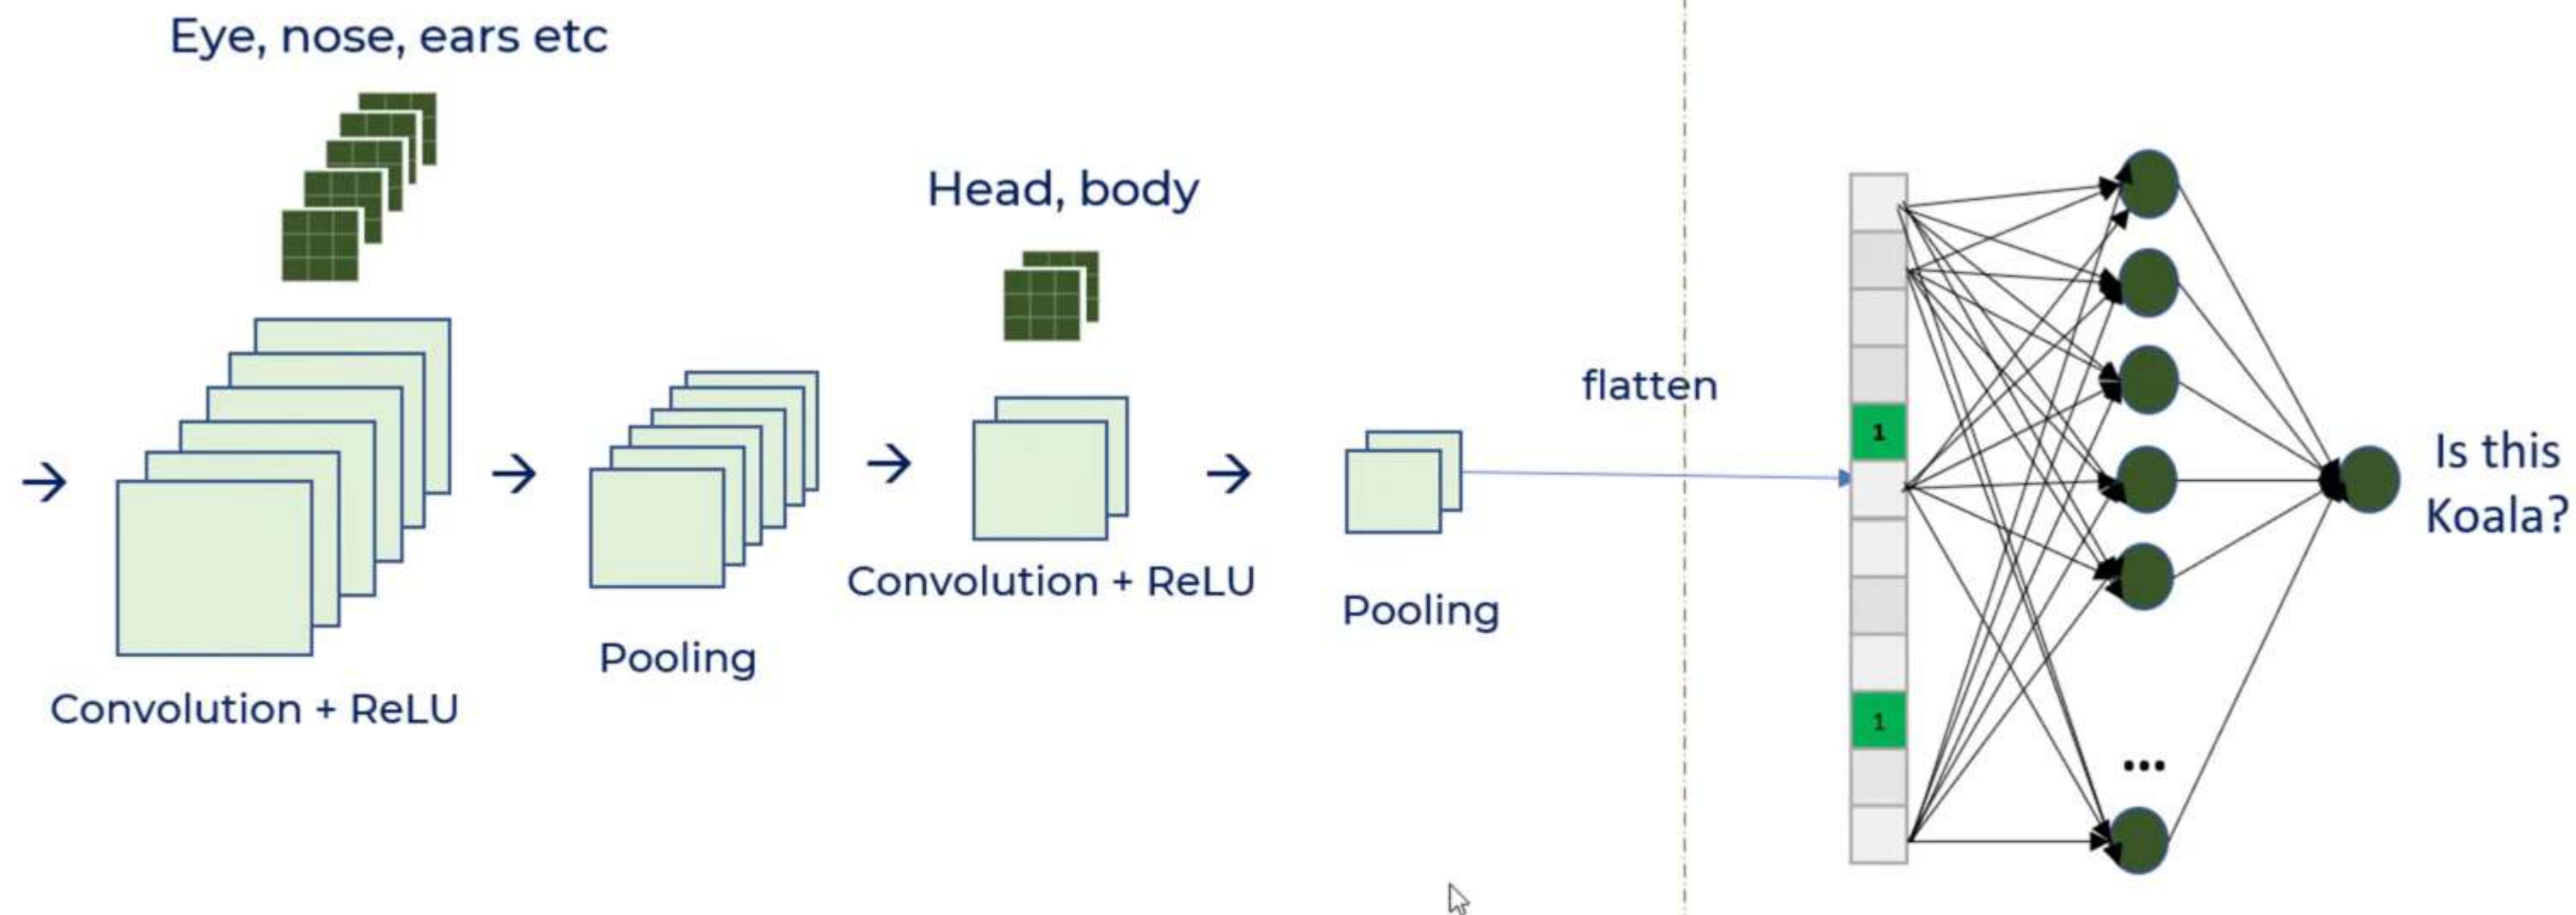 Eye, nose, ears etc
Head, body
flatten
1
Is this
Koala?
Convolution + ReLU
Pooling
Pooling
Convolution + ReLU
1
...